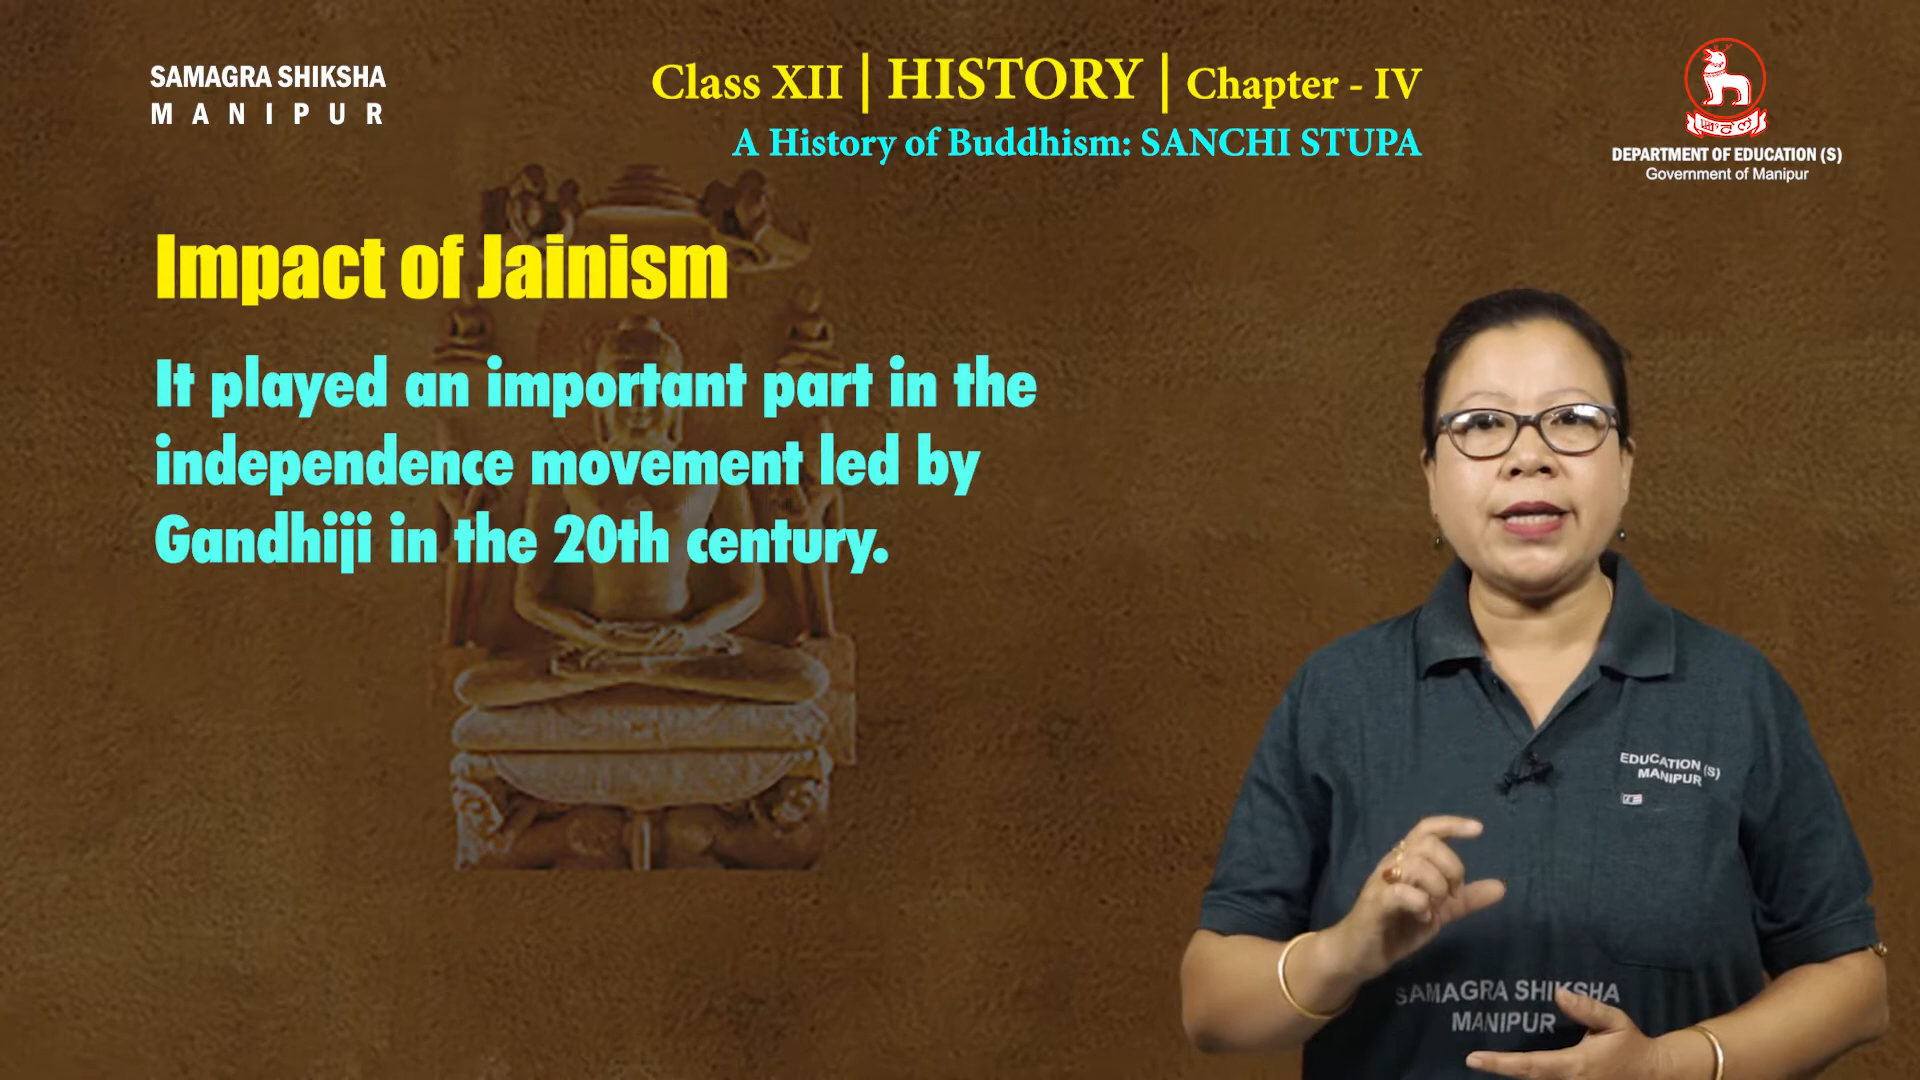 SAMAGRA SHIKSHA
MANIPUR
Class XII | HISTORY | Chapter - IV
A History of Buddhism: SANCHI STUPA
DEPARTMENT OF EDUCATION (S)
Government of Manipur
Impact of Jainism
It played an important part in the
independence movement led by
Gandhiji in the 20th century.
EDUCATION (S)
MANIPUR
SAMAGRA SHIKSHA
MANIPUR